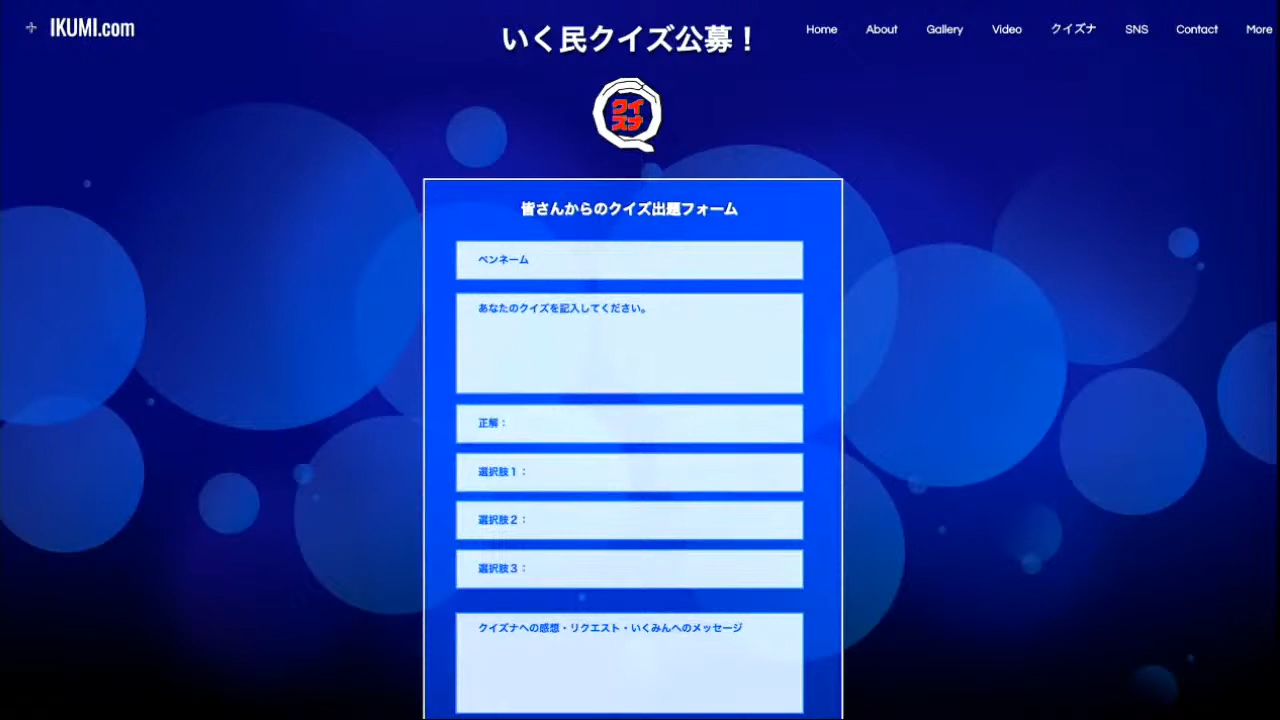 IKUMI.com
いく民クイズ公募！
Home About Gallery Video クイズナ SNS Contact More
クイ
ズナ
皆さんからのクイズ出題フォーム
ペンネーム
あなたのクイズを記入してください。
正解：
選択肢１：
選択肢２：
選択肢３：
クイズナへの感想・リクエスト・いくみんへのメッセージ